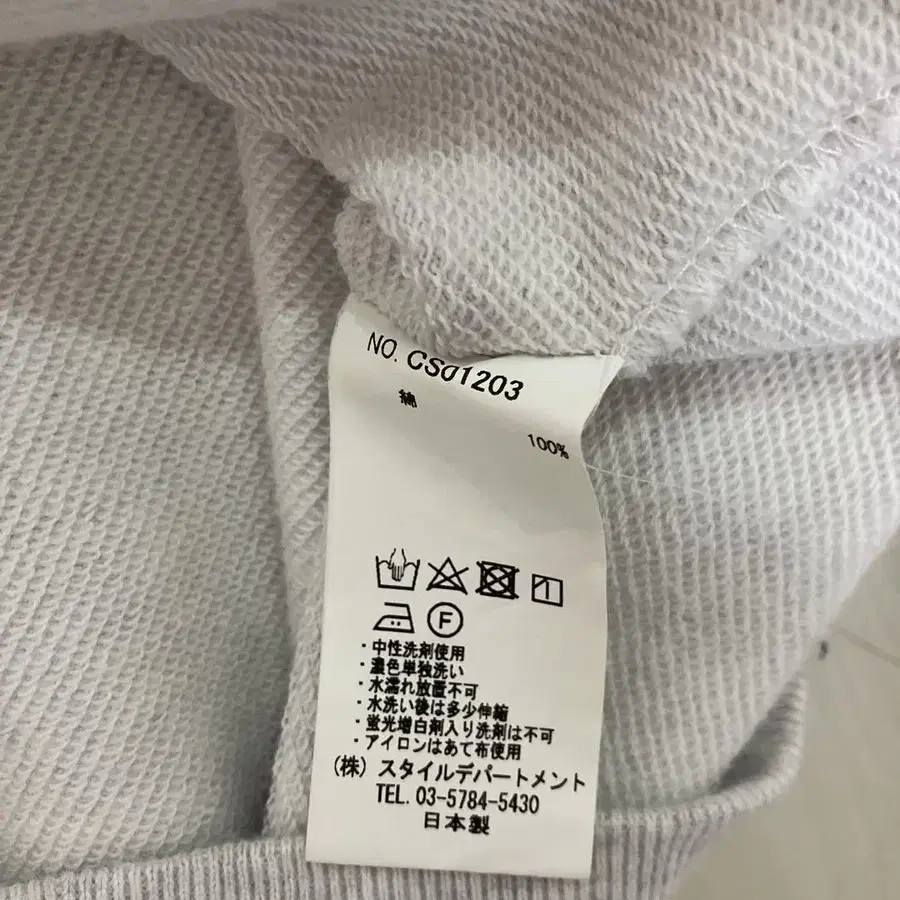 NO. CS01203
綿
100%
F
・中性洗剤使用
・濃色単独洗い
・水濡れ放置不可
・水洗い後は多少伸縮
・蛍光増白剤入り洗剤は不可
・アイロンはあて布使用
(株) スタイルデパートメント
TEL. 03-5784-5430
日本製